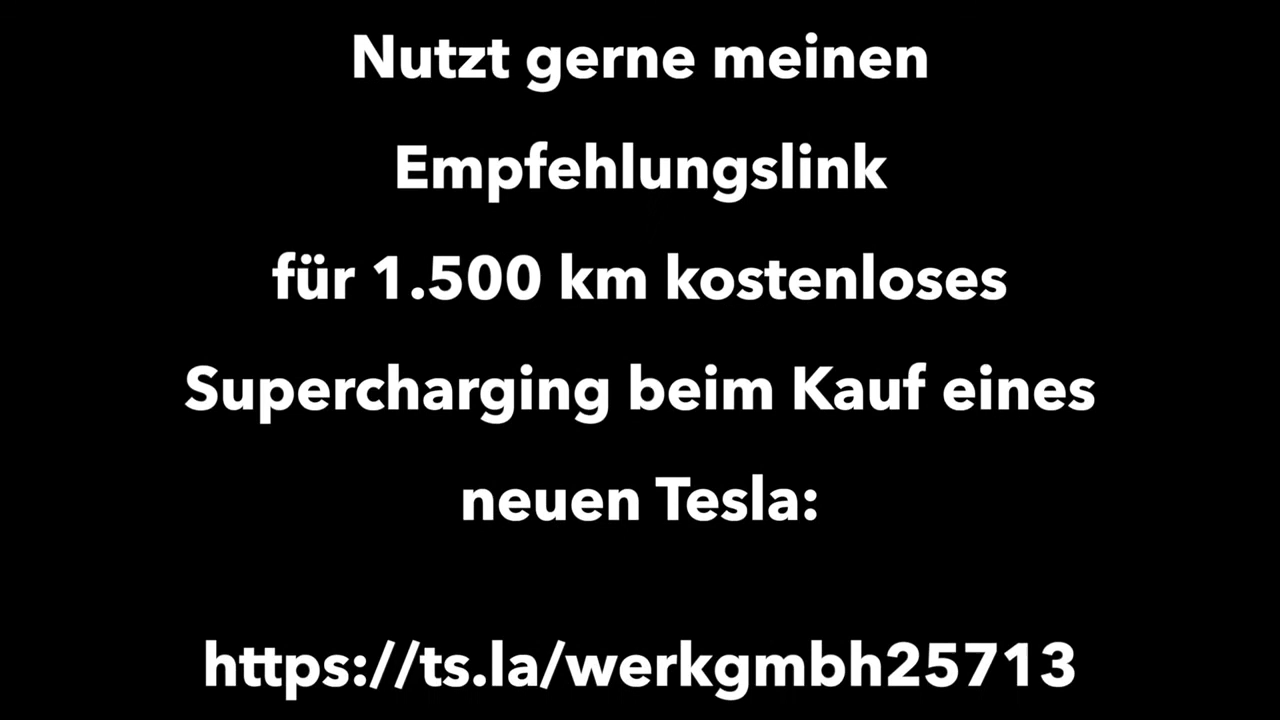 Nutzt gerne meinen
Empfehlungslink
für 1.500 km kostenloses
Supercharging beim Kauf eines
neuen Tesla:
https://ts.la/werkgmbh25713